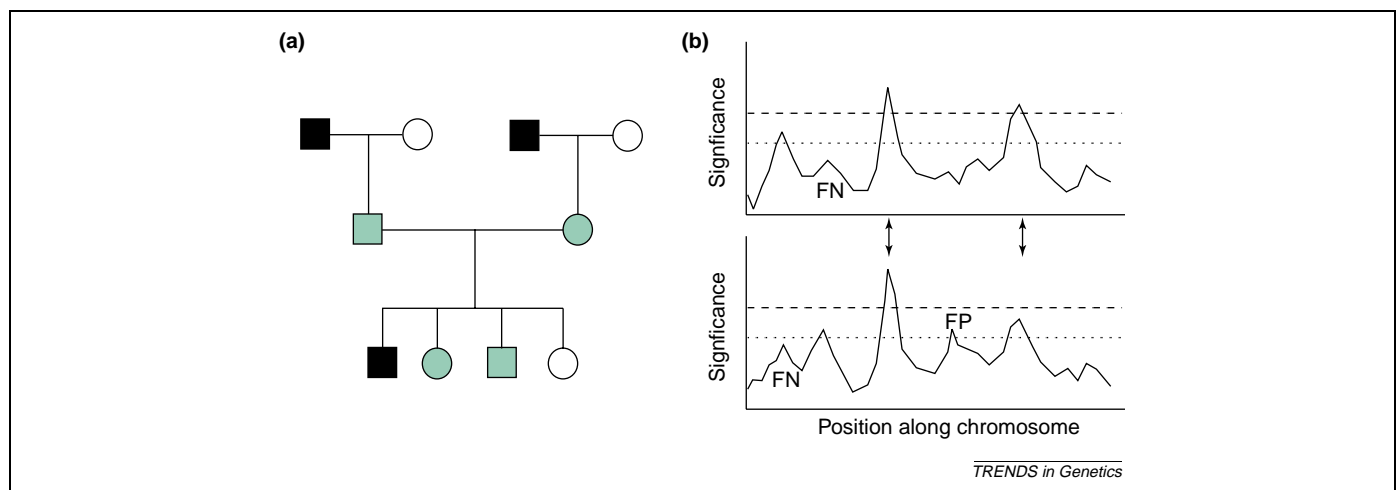 (a)
(b)
Signficance
FN
Signficance
FP
FN
Position along chromosome
TRENDS in Genetics